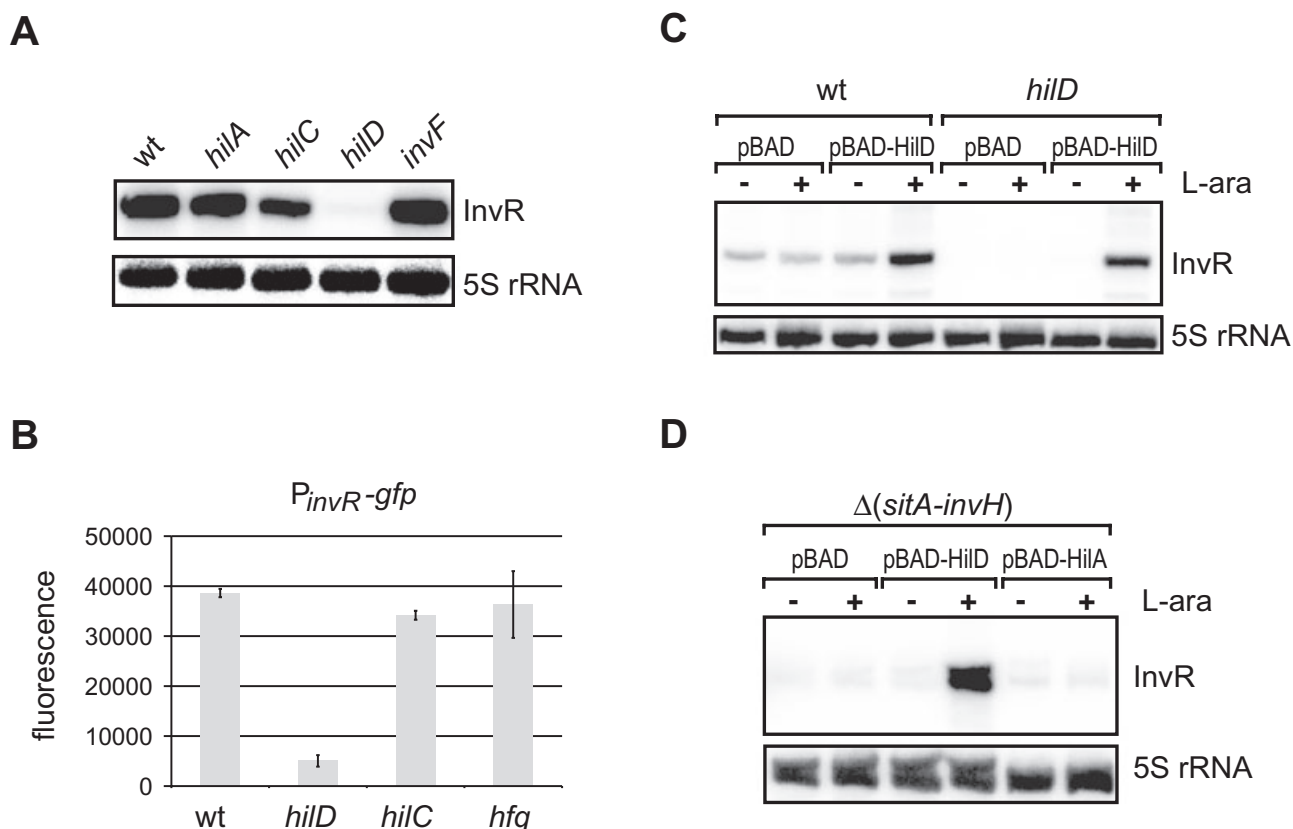 A
wt hilA hilC hilD invF
InvR
5S rRNA
B
PinvR-gfp
fluorescence
50000
40000
30000
20000
10000
0
wt hilD hilC hfq
C
wt hilD
pBAD pBAD-HilD pBAD pBAD-HilD
- + - + - + - + L-ara
InvR
5S rRNA
D
Δ(sitA-invH)
pBAD pBAD-HilD pBAD-HilA
- + - + - + L-ara
InvR
5S rRNA